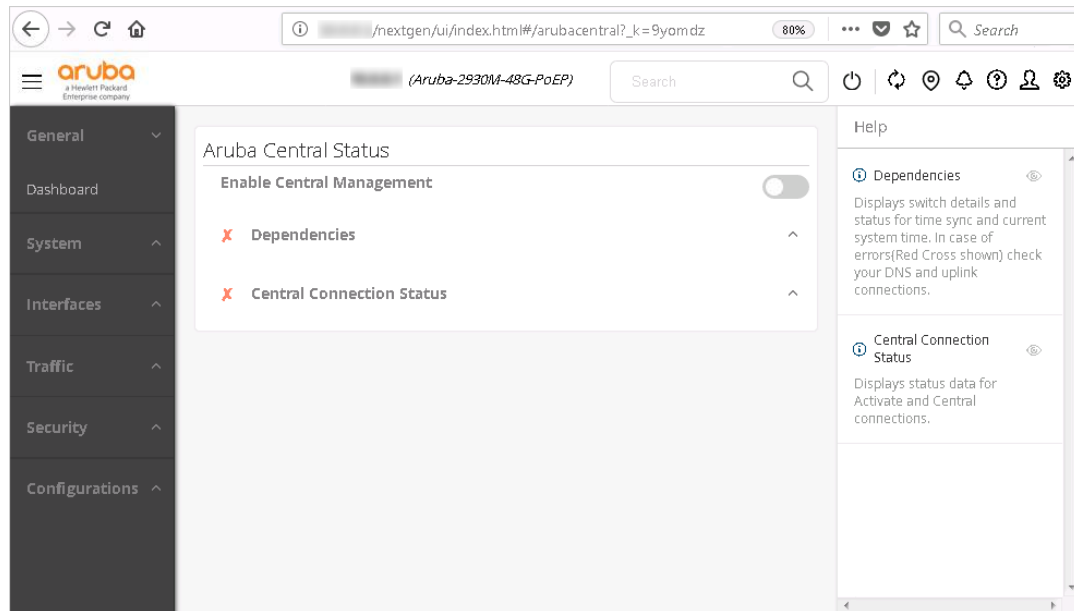 /nextgen/ui/index.html#/arubacentral?_k=9yomdz
80%
Search
aruba
a Hewlett Packard
Enterprise company
(Aruba-2930M-48G-PoEP)
Search
General
Dashboard
System
Interfaces
Traffic
Security
Configurations
Aruba Central Status
Enable Central Management
Dependencies
Central Connection Status
Help
Dependencies
Displays switch details and
status for time sync and current
system time. In case of
errors(Red Cross shown) check
your DNS and uplink
connections.
Central Connection
Status
Displays status data for
Activate and Central
connections.